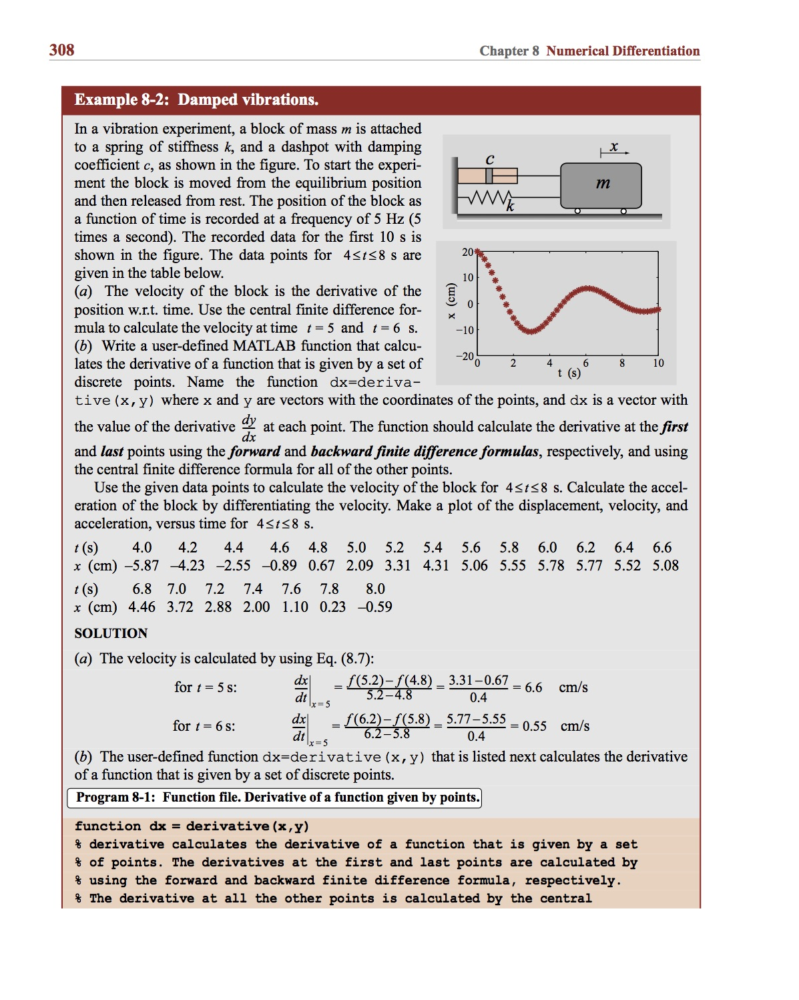 308
Chapter 8 Numerical Differentiation
Example 8-2: Damped vibrations.
In a vibration experiment, a block of mass m is attached
to a spring of stiffness k, and a dashpot with damping
coefficient c, as shown in the figure. To start the experi-
ment the block is moved from the equilibrium position
and then released from rest. The position of the block as
a function of time is recorded at a frequency of 5 Hz (5
times a second). The recorded data for the first 10 s is
shown in the figure. The data points for 4≤t≤8 s are
given in the table below.
(a) The velocity of the block is the derivative of the
position w.r.t. time. Use the central finite difference for-
mula to calculate the velocity at time t = 5 and t = 6 s.
(b) Write a user-defined MATLAB function that calcu-
lates the derivative of a function that is given by a set of
discrete points. Name the function dx=deriva-
x
c
m
k
20
10
0
−10
−20
x (cm)
0 2 4 6 8 10
t (s)
tive(x,y) where x and y are vectors with the coordinates of the points, and dx is a vector with
the value of the derivative dy/dx at each point. The function should calculate the derivative at the first
and last points using the forward and backward finite difference formulas, respectively, and using
the central finite difference formula for all of the other points.
Use the given data points to calculate the velocity of the block for 4≤t≤8 s. Calculate the accel-
eration of the block by differentiating the velocity. Make a plot of the displacement, velocity, and
acceleration, versus time for 4≤t≤8 s.
t (s) 4.0 4.2 4.4 4.6 4.8 5.0 5.2 5.4 5.6 5.8 6.0 6.2 6.4 6.6
x (cm) −5.87 −4.23 −2.55 −0.89 0.67 2.09 3.31 4.31 5.06 5.55 5.78 5.77 5.52 5.08
t (s) 6.8 7.0 7.2 7.4 7.6 7.8 8.0
x (cm) 4.46 3.72 2.88 2.00 1.10 0.23 −0.59
SOLUTION
(a) The velocity is calculated by using Eq. (8.7):
for t = 5 s: dx/dt|x=5 = f(5.2)−f(4.8)/5.2−4.8 = 3.31−0.67/0.4 = 6.6 cm/s
for t = 6 s: dx/dt|x=5 = f(6.2)−f(5.8)/6.2−5.8 = 5.77−5.55/0.4 = 0.55 cm/s
(b) The user-defined function dx=derivative(x,y) that is listed next calculates the derivative
of a function that is given by a set of discrete points.
Program 8-1: Function file. Derivative of a function given by points.
function dx = derivative(x,y)
% derivative calculates the derivative of a function that is given by a set
% of points. The derivatives at the first and last points are calculated by
% using the forward and backward finite difference formula, respectively.
% The derivative at all the other points is calculated by the central